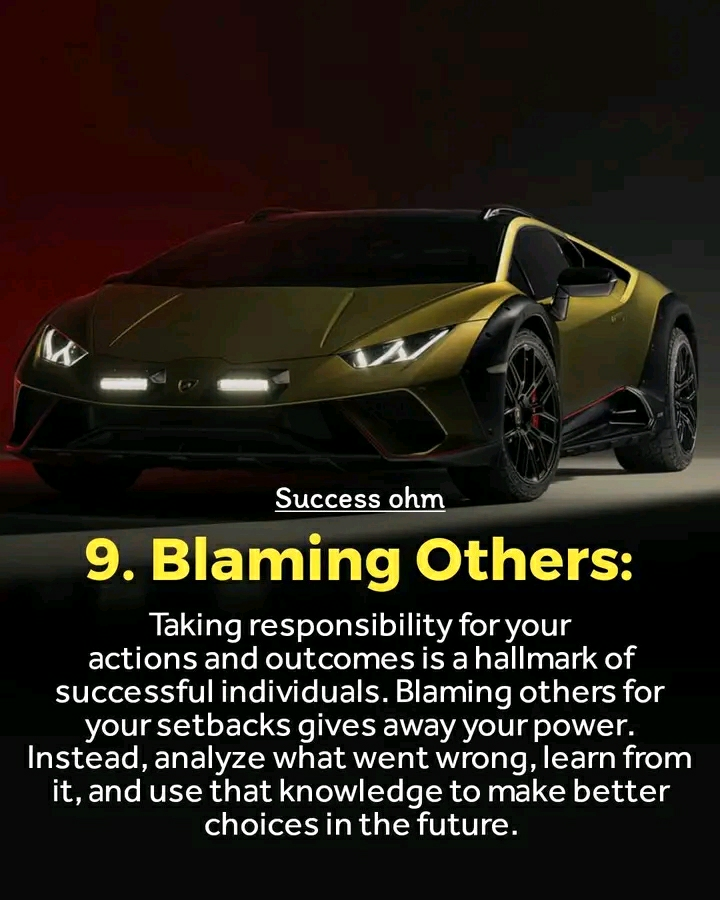 Success ohm
9. Blaming Others:
Taking responsibility for your
actions and outcomes is a hallmark of
successful individuals. Blaming others for
your setbacks gives away your power.
Instead, analyze what went wrong, learn from
it, and use that knowledge to make better
choices in the future.